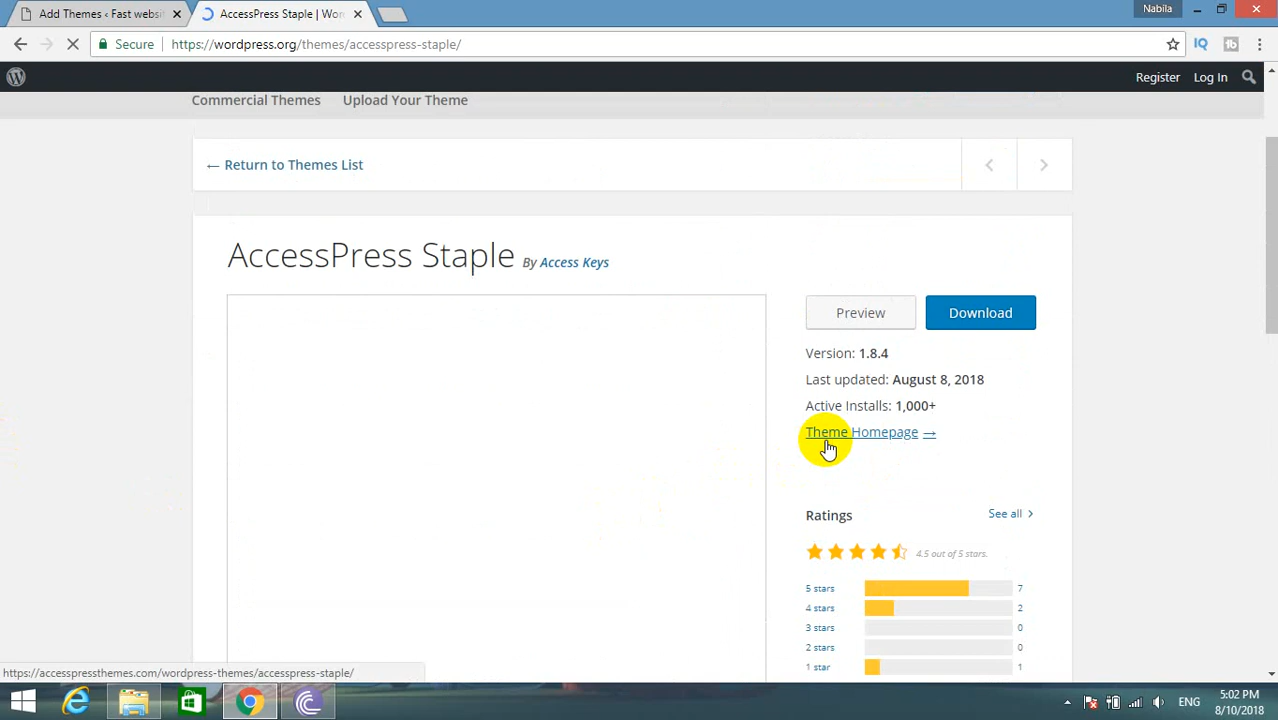 Add Themes ‹ Fast websi
AccessPress Staple | Wor
Nabila
Secure
https://wordpress.org/themes/accesspress-staple/
Register
Log In
Commercial Themes
Upload Your Theme
← Return to Themes List
AccessPress Staple By Access Keys
Preview
Download
Version: 1.8.4
Last updated: August 8, 2018
Active Installs: 1,000+
Theme Homepage →
Ratings
See all >
4.5 out of 5 stars.
5 stars 7
4 stars 2
3 stars 0
2 stars 0
1 star 1
https://accesspressthemes.com/wordpress-themes/accesspress-staple/
ENG
5:02 PM
8/10/2018